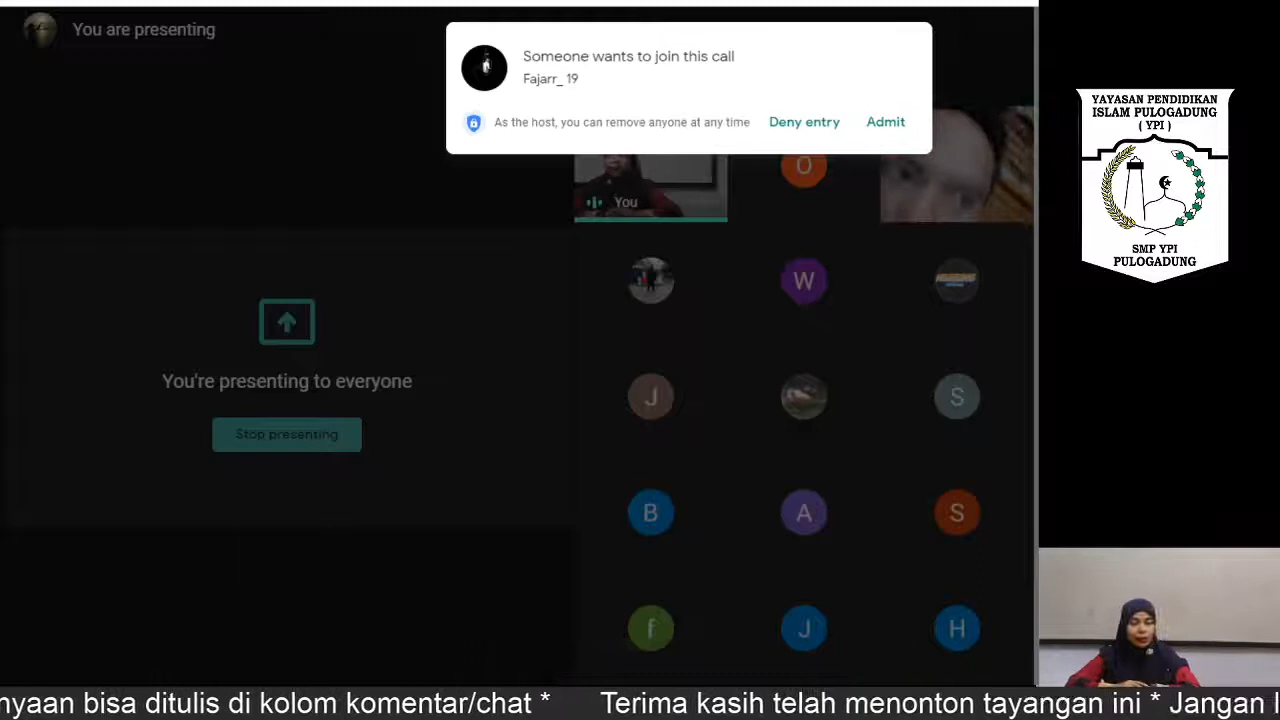 You are presenting
Someone wants to join this call
Fajarr_ 19
As the host, you can remove anyone at any time
Deny entry
Admit
O
You
W
J
S
B
A
S
You're presenting to everyone
Stop presenting
f
J
H
YAYASAN PENDIDIKAN
ISLAM PULOGADUNG
( YPI )
SMP YPI
PULOGADUNG
bisa ditulis di kolom komentar/chat * Terima kasih telah menonton tayangan ini * Jangan